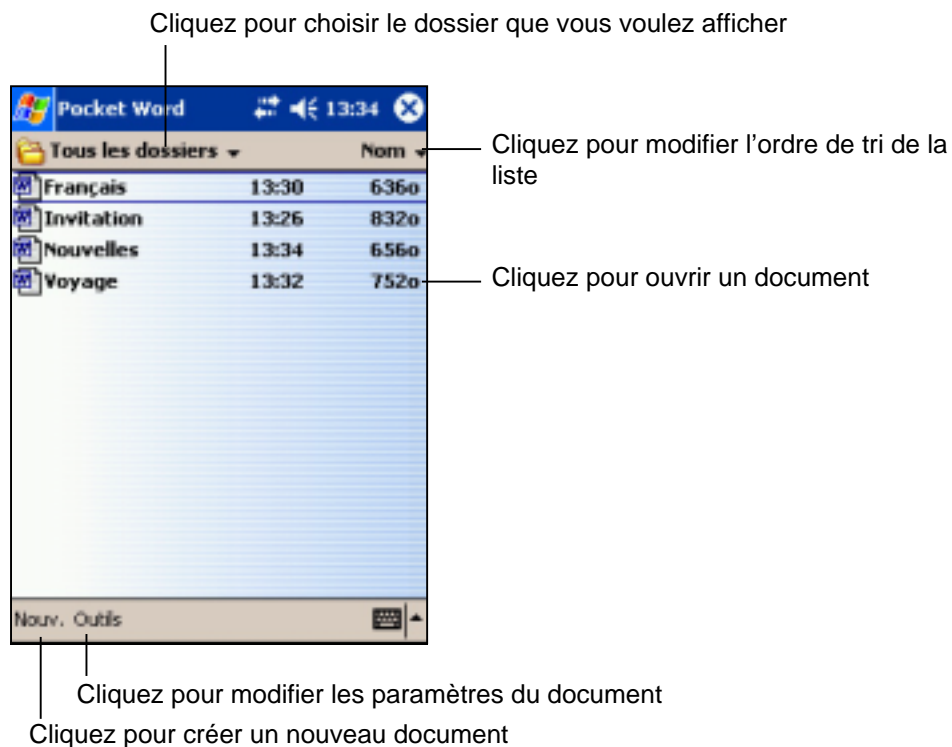 Cliquez pour choisir le dossier que vous voulez afficher
Pocket Word 13:34
Tous les dossiers Nom
Cliquez pour modifier l’ordre de tri de la
liste
Français 13:30 636o
Invitation 13:26 832o
Nouvelles 13:34 656o
Voyage 13:32 752o
Cliquez pour ouvrir un document
Nouv. Outils
Cliquez pour modifier les paramètres du document
Cliquez pour créer un nouveau document